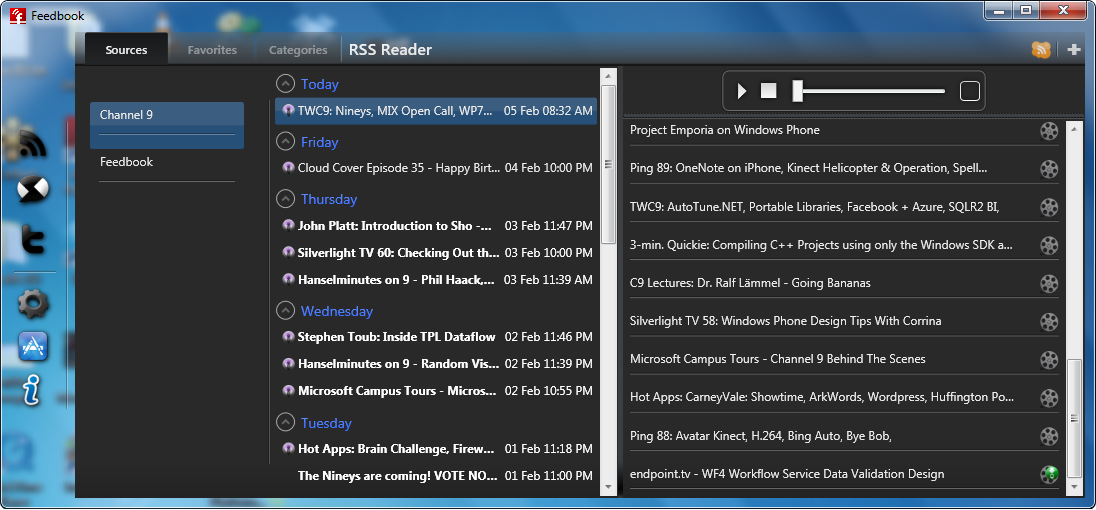 Feedbook
Sources Favorites Categories RSS Reader
Channel 9
Feedbook
Today
TWC9: Nineys, MIX Open Call, WP7... 05 Feb 08:32 AM
Friday
Cloud Cover Episode 35 - Happy Birt... 04 Feb 10:00 PM
Thursday
John Platt: Introduction to Sho -... 03 Feb 11:47 PM
Silverlight TV 60: Checking Out th... 03 Feb 10:00 PM
Hanselminutes on 9 - Phil Haack,... 03 Feb 11:39 AM
Wednesday
Stephen Toub: Inside TPL Dataflow 02 Feb 11:46 PM
Hanselminutes on 9 - Random Vis... 02 Feb 11:39 PM
Microsoft Campus Tours - Micros... 02 Feb 10:55 PM
Tuesday
Hot Apps: Brain Challenge, Firew... 01 Feb 11:18 PM
The Nineys are coming! VOTE NO... 01 Feb 11:00 PM
Project Emporia on Windows Phone
Ping 89: OneNote on iPhone, Kinect Helicopter & Operation, Spell...
TWC9: AutoTune.NET, Portable Libraries, Facebook + Azure, SQLR2 BI,
3-min. Quickie: Compiling C++ Projects using only the Windows SDK a...
C9 Lectures: Dr. Ralf Lämmel - Going Bananas
Silverlight TV 58: Windows Phone Design Tips With Corrina
Microsoft Campus Tours - Channel 9 Behind The Scenes
Hot Apps: CarneyVale: Showtime, ArkWords, Wordpress, Huffington Po...
Ping 88: Avatar Kinect, H.264, Bing Auto, Bye Bob,
endpoint.tv - WF4 Workflow Service Data Validation Design